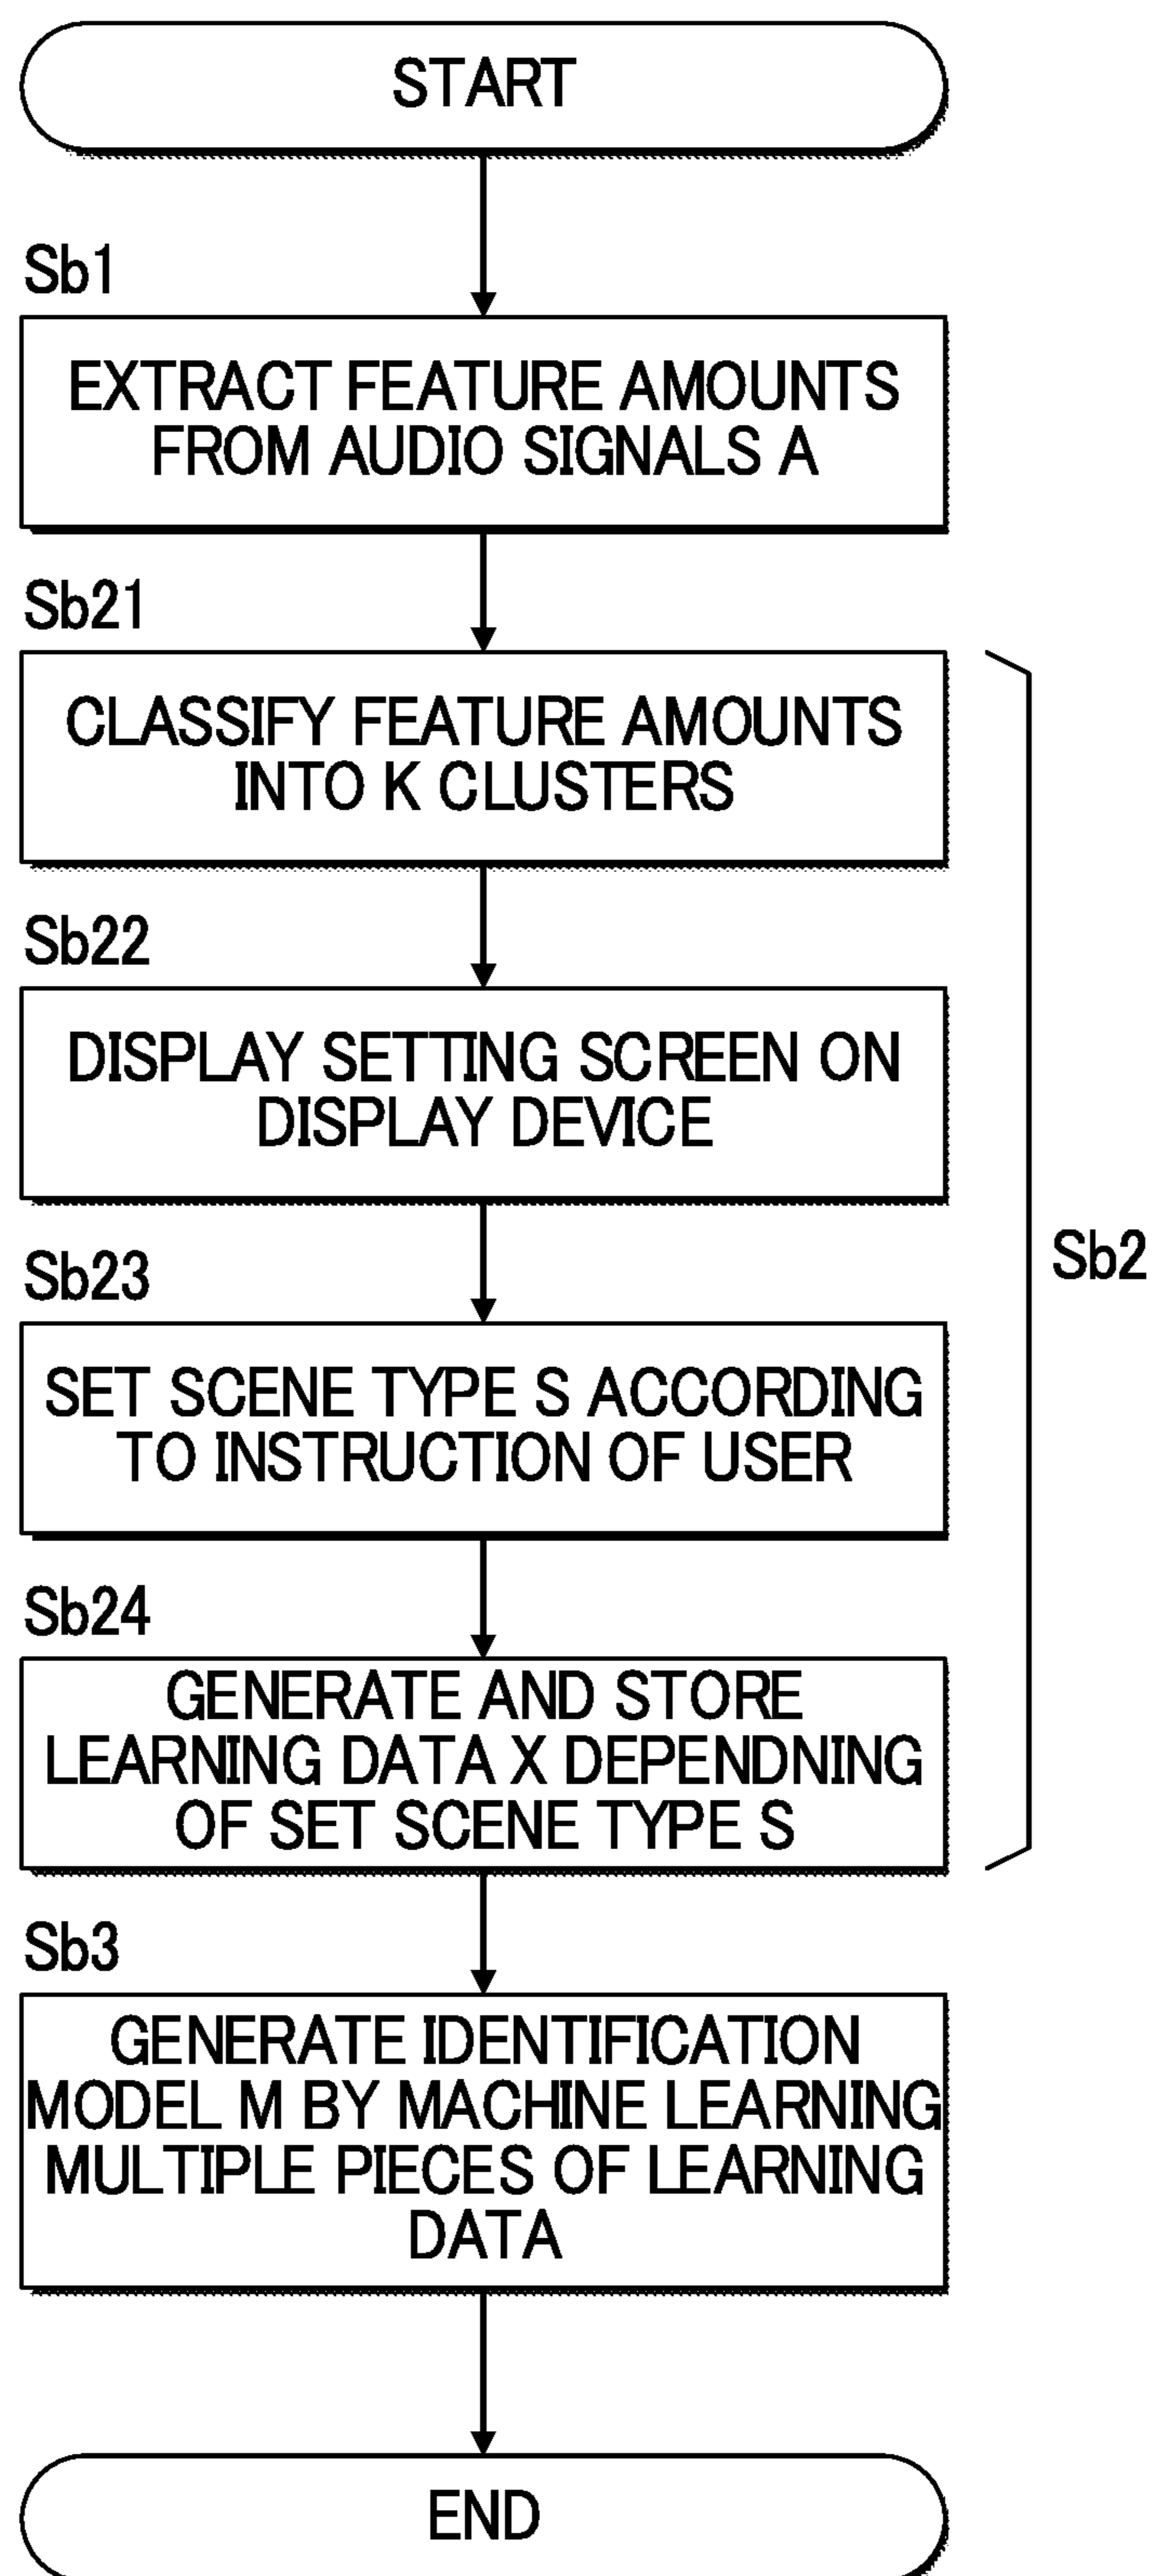 START
Sb1
EXTRACT FEATURE AMOUNTS
FROM AUDIO SIGNALS A
Sb21
CLASSIFY FEATURE AMOUNTS
INTO K CLUSTERS
Sb22
DISPLAY SETTING SCREEN ON
DISPLAY DEVICE
Sb2
Sb23
SET SCENE TYPE S ACCORDING
TO INSTRUCTION OF USER
Sb24
GENERATE AND STORE
LEARNING DATA X DEPENDNING
OF SET SCENE TYPE S
Sb3
GENERATE IDENTIFICATION
MODEL M BY MACHINE LEARNING
MULTIPLE PIECES OF LEARNING
DATA
END